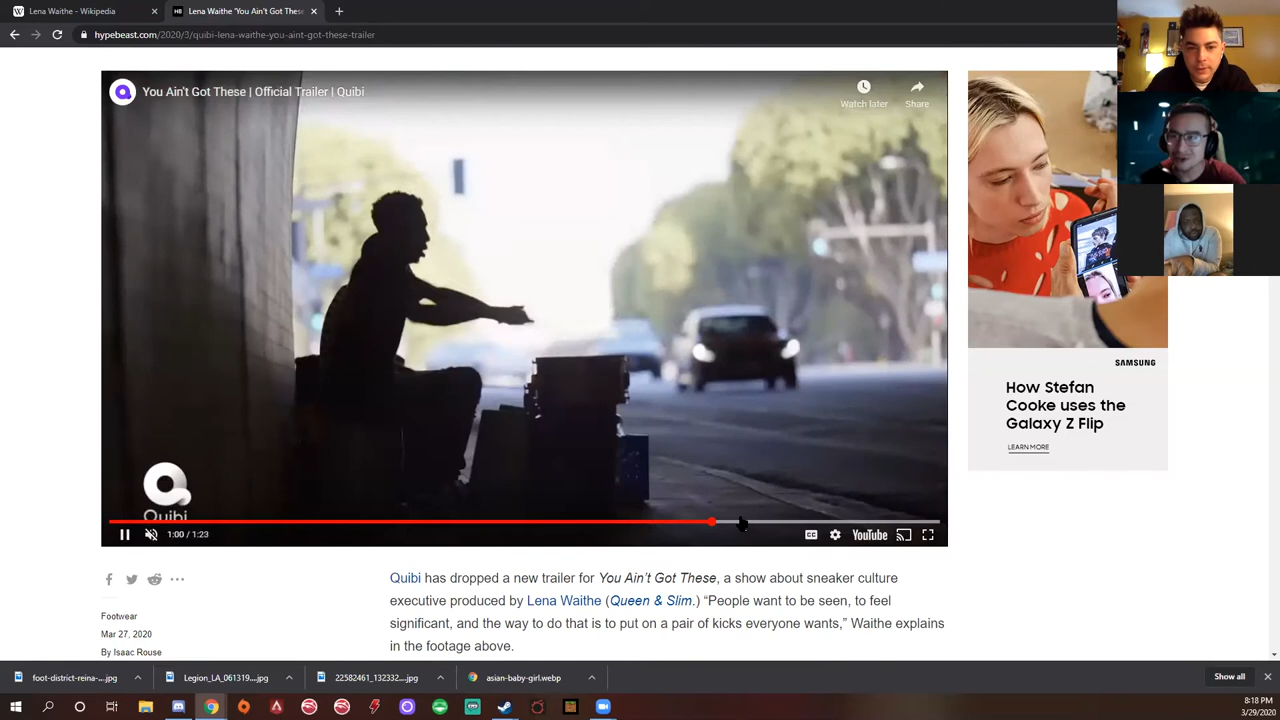 Lena Waithe - Wikipedia
Lena Waithe 'You Ain't Got These
hypebeast.com/2020/3/quibi-lena-waithe-you-aint-got-these-trailer
You Ain't Got These | Official Trailer | Quibi
Watch later
Share
Quibi
1:00 / 1:23
CC
YouTube
SAMSUNG
How Stefan
Cooke uses the
Galaxy Z Flip
LEARN MORE
Quibi has dropped a new trailer for You Ain't Got These, a show about sneaker culture
executive produced by Lena Waithe (Queen & Slim.) “People want to be seen, to feel
significant, and the way to do that is to put on a pair of kicks everyone wants,” Waithe explains
in the footage above.
Footwear
Mar 27, 2020
By Isaac Rouse
foot-district-reina-....jpg
Legion_LA_061319....jpg
22582461_132332....jpg
asian-baby-girl.webp
Show all
8:18 PM
3/29/2020